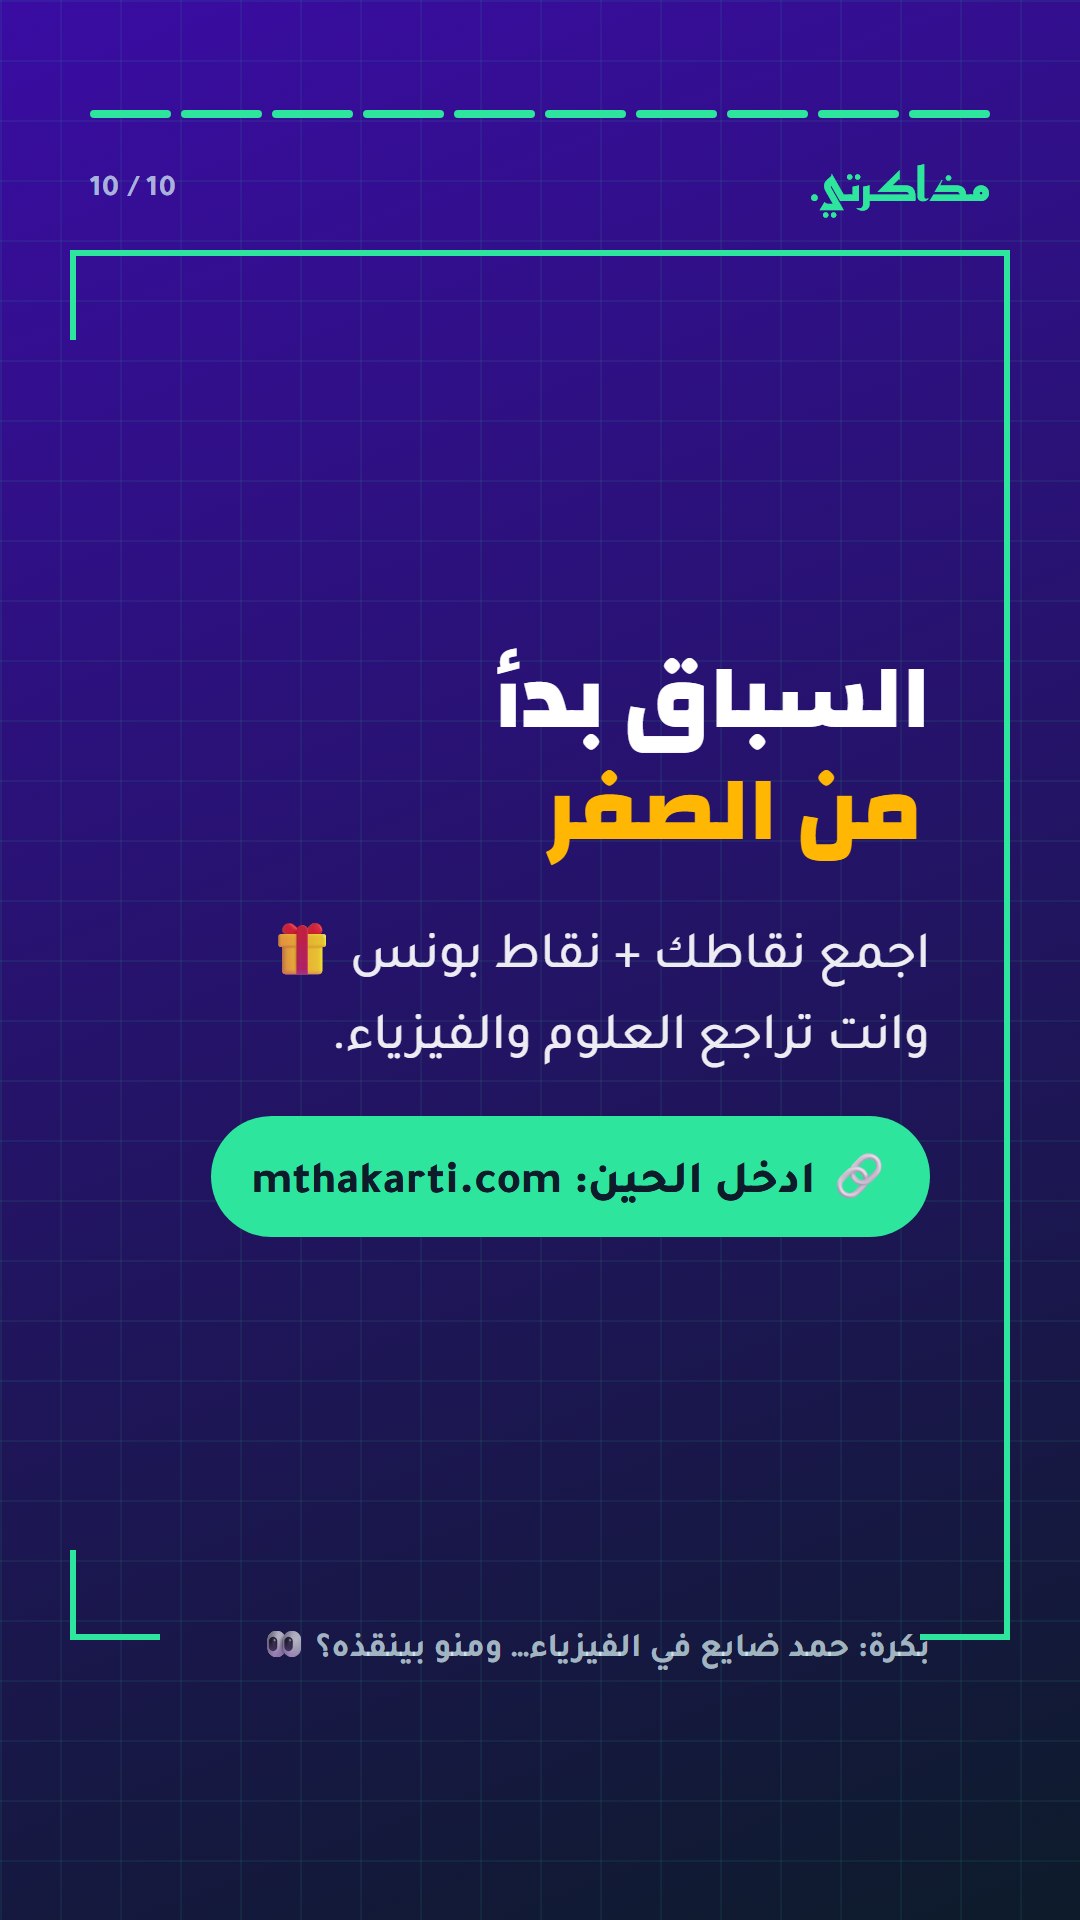 مذاكرتي.
10 / 10
السباق بدأ
من الصفر
اجمع نقاطك + نقاط بونس 🎁
وانت تراجع العلوم والفيزياء.
🔗 ادخل الحين: mthakarti.com
بكرة: حمد ضايع في الفيزياء... ومنو بينقذه؟ 👀